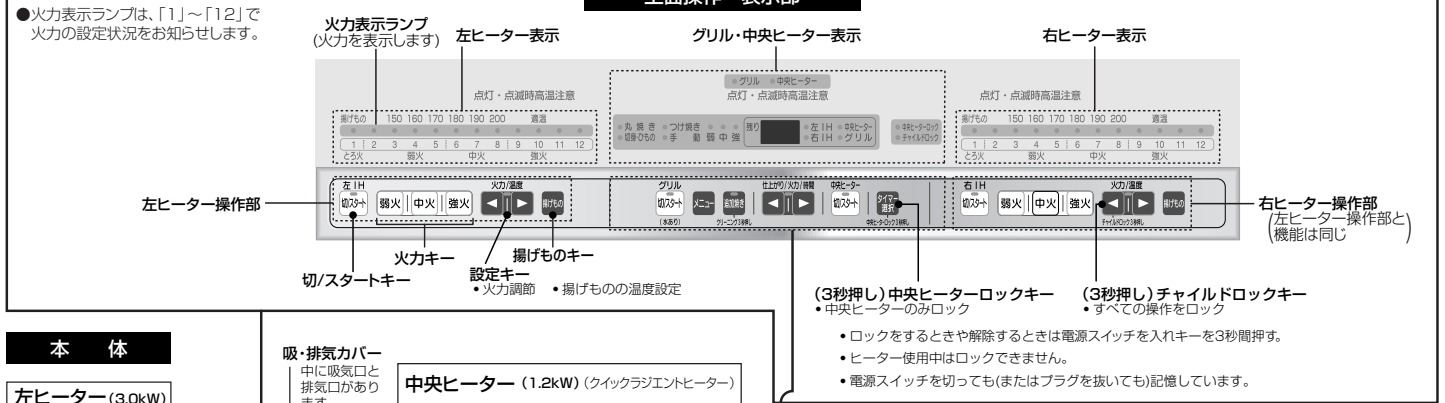 上面操作・表示部
●火力表示ランプは、「1」～「12」で
火力の設定状況をお知らせします。
火力表示ランプ
(火力を表示します)
左ヒーター表示
グリル・中央ヒーター表示
右ヒーター表示
グリル 中央ヒーター
点灯・点滅時高温注意
点灯・点滅時高温注意
点灯・点滅時高温注意
揚げもの 150 160 170 180 190 200 適温
1 2 3 4 5 6 7 8 9 10 11 12
とろ火 弱火 中火 強火
丸焼き つけ焼き 残り 左IH 中央ヒーター
切身・ひもの 手動 弱 中 強 右IH グリル
中央ヒーターロック
チャイルドロック
揚げもの 150 160 170 180 190 200 適温
1 2 3 4 5 6 7 8 9 10 11 12
とろ火 弱火 中火 強火
左ヒーター操作部
左IH 火力/温度
切/スタート 弱火 中火 強火 ◀ ▶ 揚げもの
グリル 仕上がり/火力/時間 中央ヒーター
切/スタート メニュー 追加焼き ◀ ▶ 切/スタート タイマー選択
(水あり) クリーニング3秒押し 中央ヒーターロック3秒押し
右IH 火力/温度
切/スタート 弱火 中火 強火 ◀ ▶ 揚げもの
チャイルドロック3秒押し
右ヒーター操作部
(左ヒーター操作部と
機能は同じ)
火力キー
切/スタートキー
揚げものキー
設定キー
•火力調節 •揚げものの温度設定
(3秒押し)中央ヒーターロックキー
•中央ヒーターのみロック
(3秒押し)チャイルドロックキー
•すべての操作をロック
•ロックをするときや解除するときは電源スイッチを入れキーを3秒間押す。
•ヒーター使用中はロックできません。
•電源スイッチを切っても(またはプラグを抜いても)記憶しています。
本 体
左ヒーター(3.0kW)
吸・排気カバー
中に吸気口と
排気口があり
ます
中央ヒーター (1.2kW) (クイックラジエントヒーター)